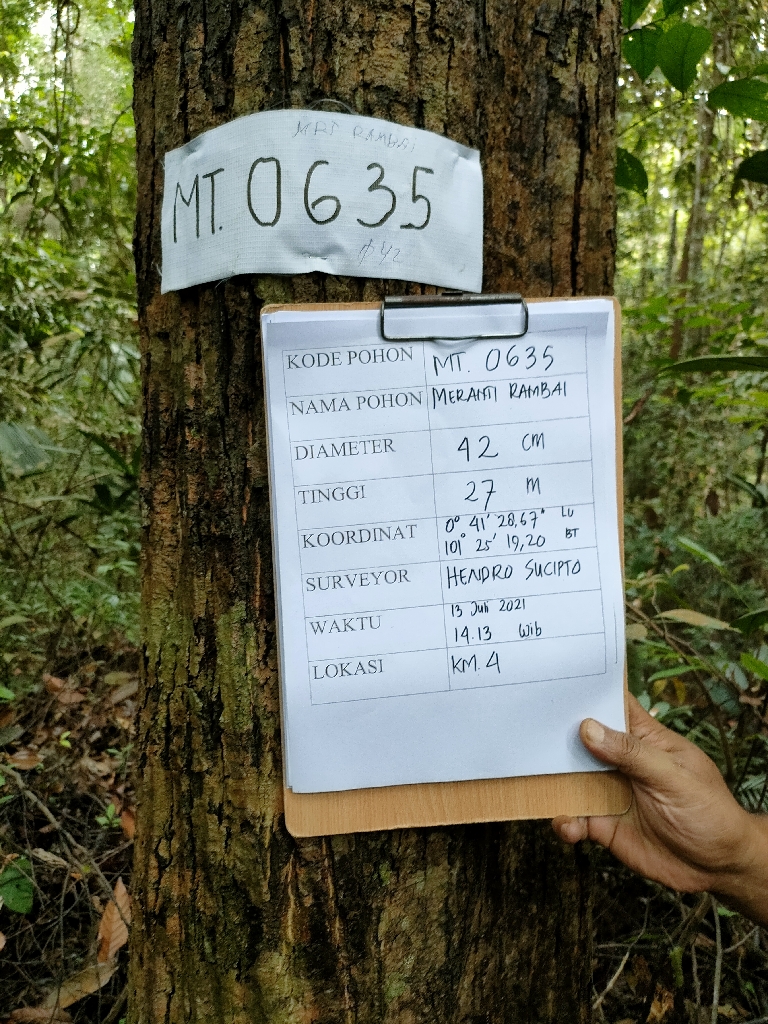 MRT RAMBAI
MT. 0635
ø 42
KODE POHON MT. 0635
NAMA POHON MERANTI RAMBAI
DIAMETER 42 CM
TINGGI 27 M
KOORDINAT 0° 41' 28,67" LU
101° 25' 19,20 BT
SURVEYOR HENDRO SUCIPTO
WAKTU 13 Juli 2021
14.13 Wib
LOKASI KM. 4